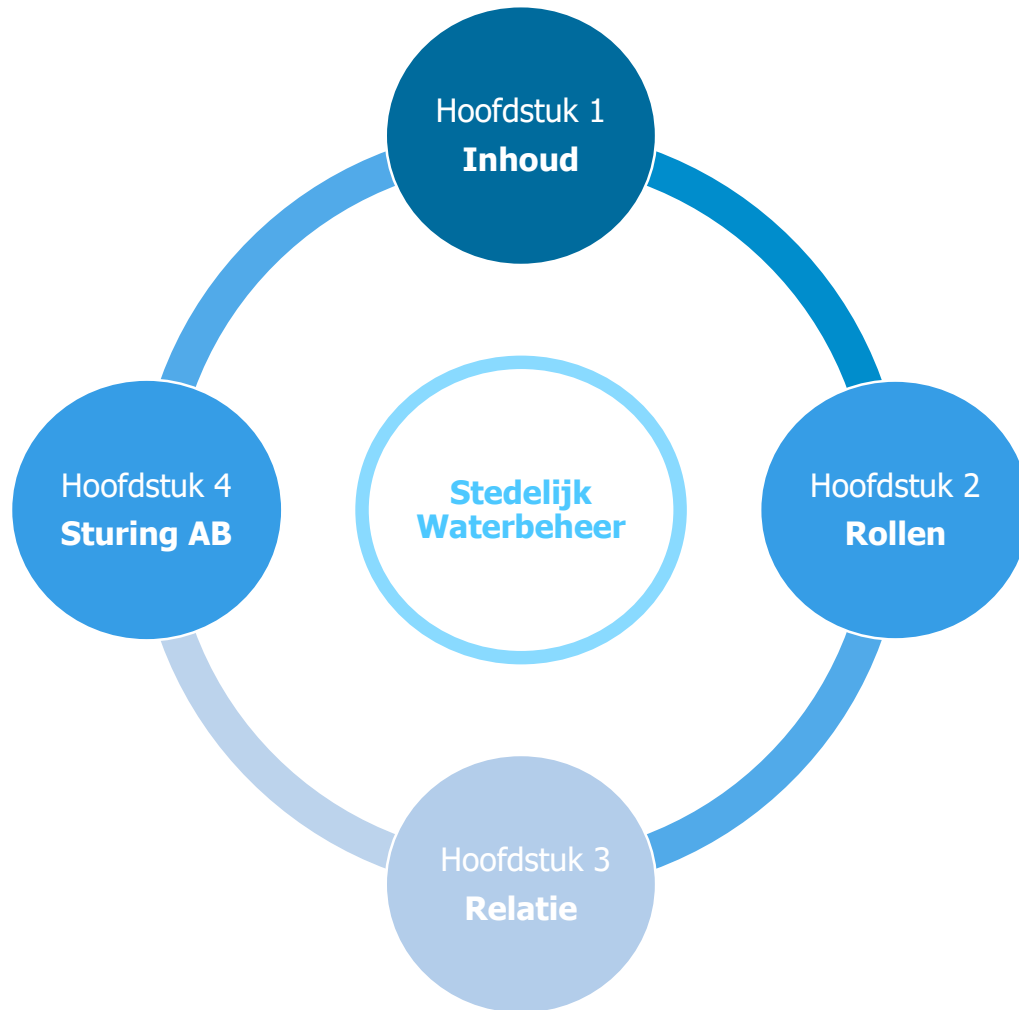 Hoofdstuk 1
Inhoud
Hoofdstuk 2
Rollen
Hoofdstuk 3
Relatie
Hoofdstuk 4
Sturing AB
Stedelijk
Waterbeheer